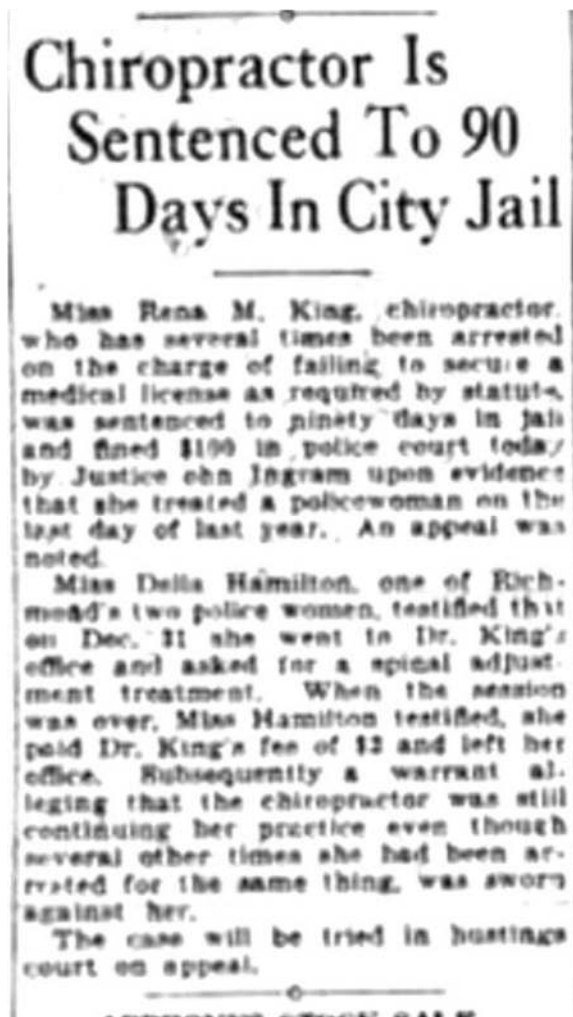 Chiropractor Is
Sentenced To 90
Days In City Jail
Miss Rena M. King, chiropractor,
who has several times been arrested
on the charge of failing to secure a
medical license as required by statute,
was sentenced to ninety days in jail
and fined $100 in police court today
by Justice ohn Ingram upon evidence
that she treated a policewoman on the
last day of last year. An appeal was
noted.
Miss Della Hamilton, one of Rich-
mond's two police women, testified that
on Dec. 31 she went to Dr. King's
office and asked for a spinal adjust-
ment treatment. When the session
was over, Miss Hamilton testified, she
paid Dr. King's fee of and left her
office. Subsequently a warrant al-
leging that the chiropractor was still
continuing her practice even though
several other times she had been ar-
rested for the same thing, was sworn
against her.
The case will be tried in hustings
court on appeal.